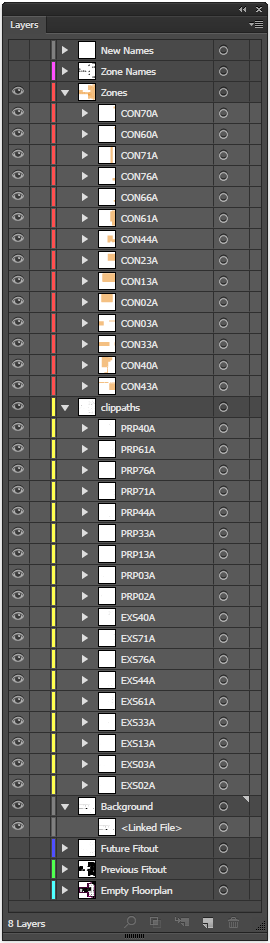 Layers
New Names
Zone Names
Zones
CON70A
CON60A
CON71A
CON76A
CON66A
CON61A
CON44A
CON23A
CON13A
CON02A
CON03A
CON33A
CON40A
CON43A
clippaths
PRP40A
PRP61A
PRP76A
PRP71A
PRP44A
PRP33A
PRP13A
PRP03A
PRP02A
EXS40A
EXS71A
EXS76A
EXS44A
EXS61A
EXS33A
EXS13A
EXS03A
EXS02A
Background
<Linked File>
Future Fitout
Previous Fitout
Empty Floorplan
8 Layers